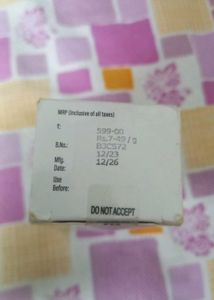 MRP (Inclusive of all taxes)
₹: 599-00
Rs.7-49 / g
B.No.: BJC572
Mfg. Date: 12/23
Use Before: 12/26
DO NOT ACCEPT